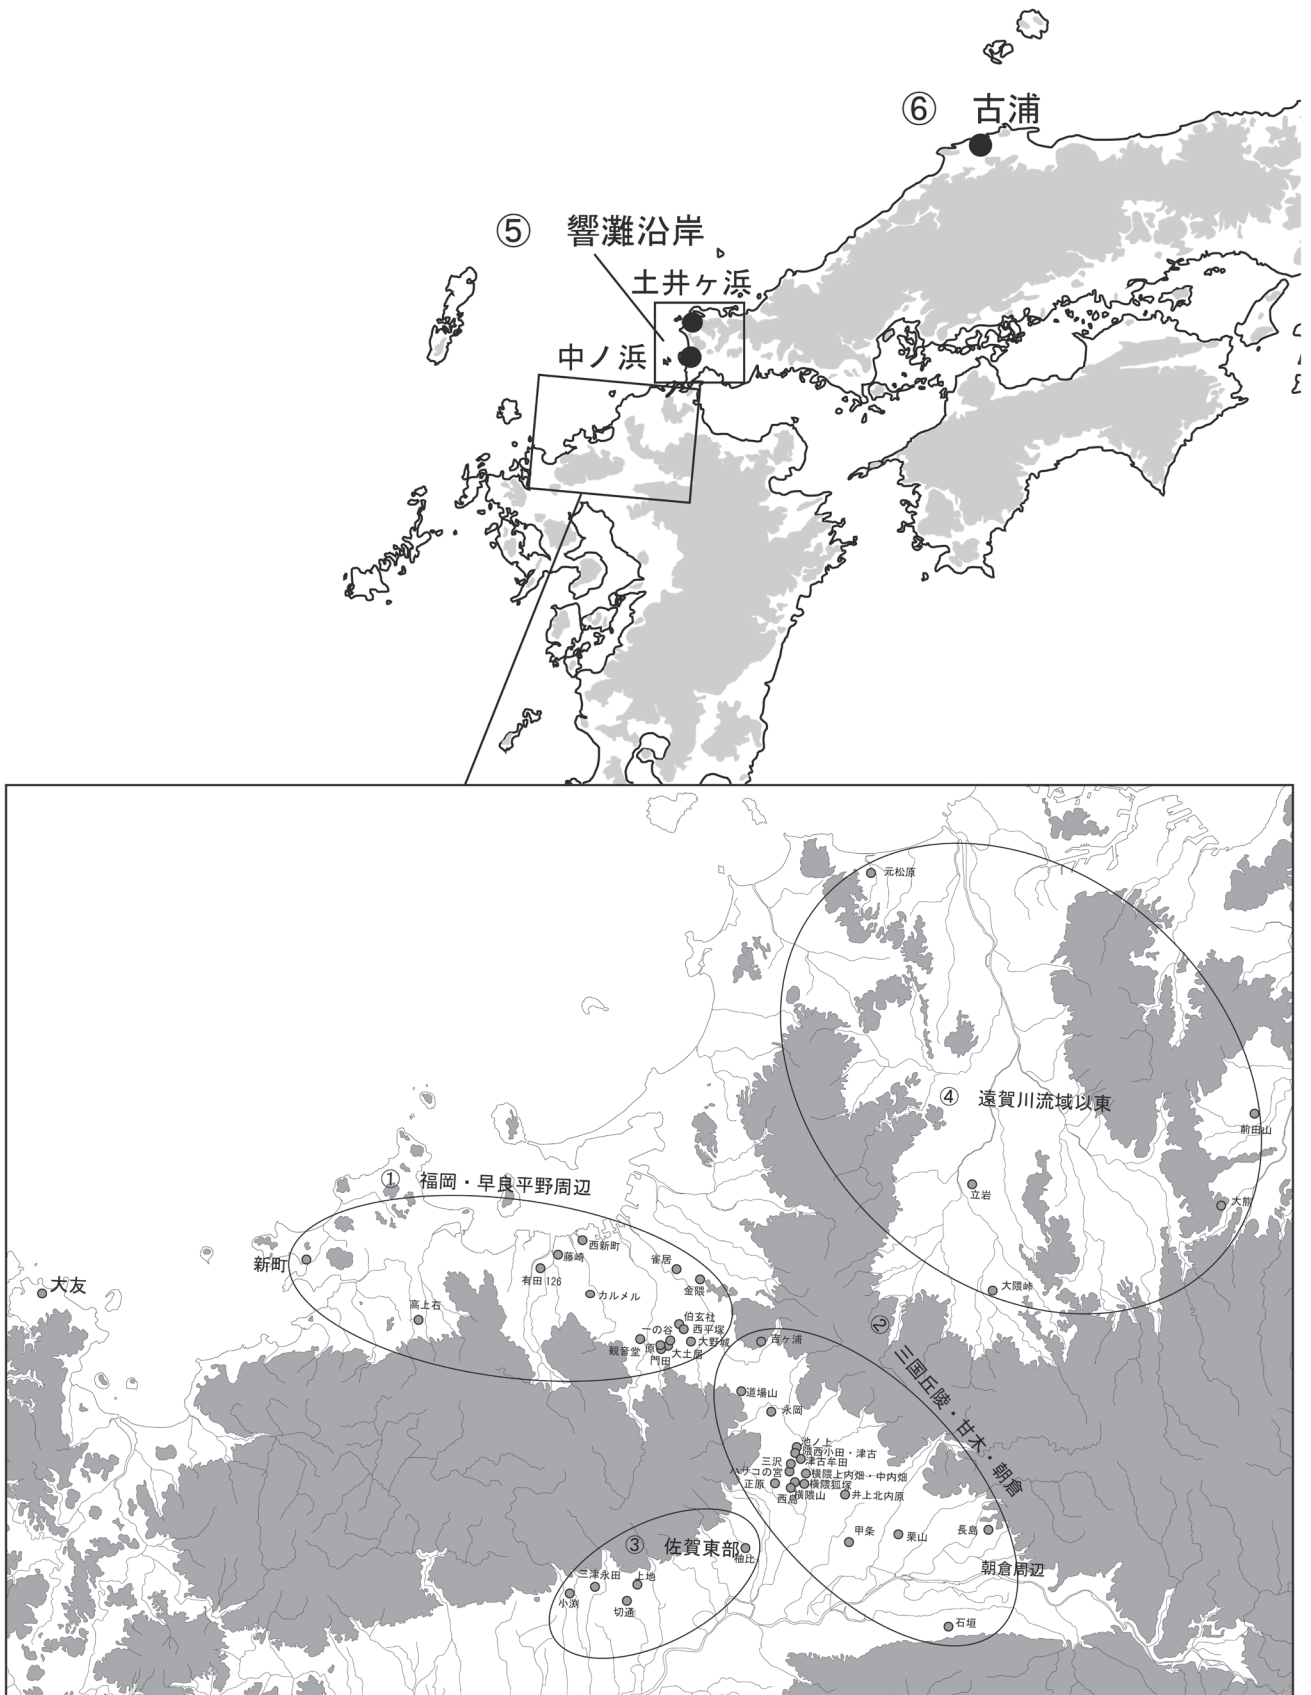 ⑥ 古浦
⑤ 響灘沿岸
土井ヶ浜
中ノ浜
元松原
④ 遠賀川流域以東
前田山
立岩
大熊
① 福岡・早良平野周辺
新町
大友
西新町
藤崎
有田126
雀居
金隈
カルメル
高上石
大隈峠
伯玄社
西平塚
一の谷
大野城
観音堂
原
大土居
門田
吉ヶ浦
② 三国丘陵・甘木・朝倉
道場山
永岡
池ノ上
隈西小田・津古
津古牟田
三沢
ハサコの宮
横隈上内畑・中内畑
正原
横隈狐塚
横隈山
西島
井上北内原
甲条
栗山
長島
朝倉周辺
石垣
③ 佐賀東部
柚比
三津永田
上地
小渕
切通